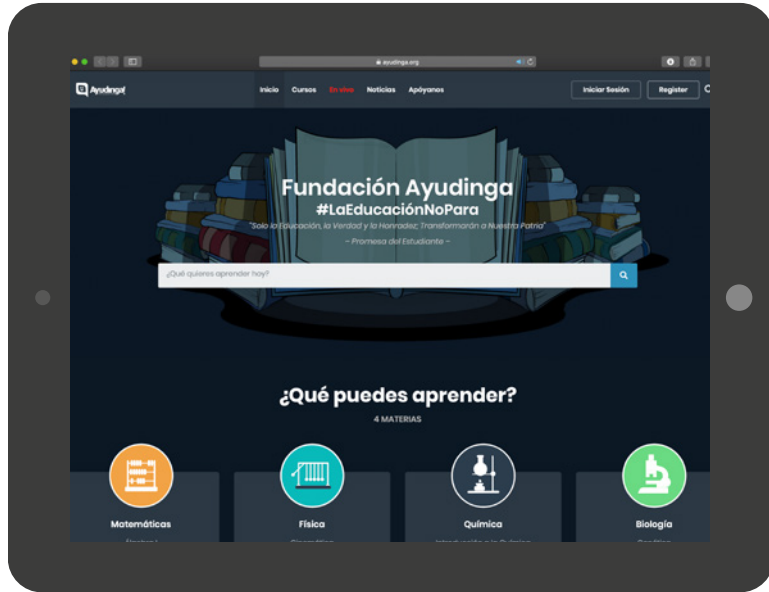 ayudinga.org
Ayudinga!
Inicio Cursos En vivo Noticias Apóyanos
Iniciar Sesión Register
Fundación Ayudinga
#LaEducaciónNoPara
"Solo la Educación, la Verdad y la Honradez; Transformarán a Nuestra Patria"
~ Promesa del Estudiante ~
¿Qué quieres aprender hoy?
¿Qué puedes aprender?
4 MATERIAS
Matemáticas Física Química Biología